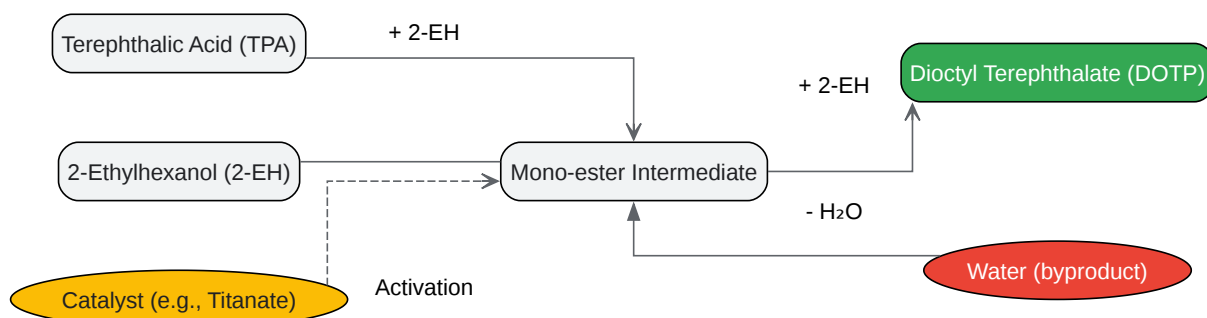 Terephthalic Acid (TPA)
+ 2-EH
Dioctyl Terephthalate (DOTP)
+ 2-EH
2-Ethylhexanol (2-EH)
Mono-ester Intermediate
- H₂O
Water (byproduct)
Catalyst (e.g., Titanate)
Activation